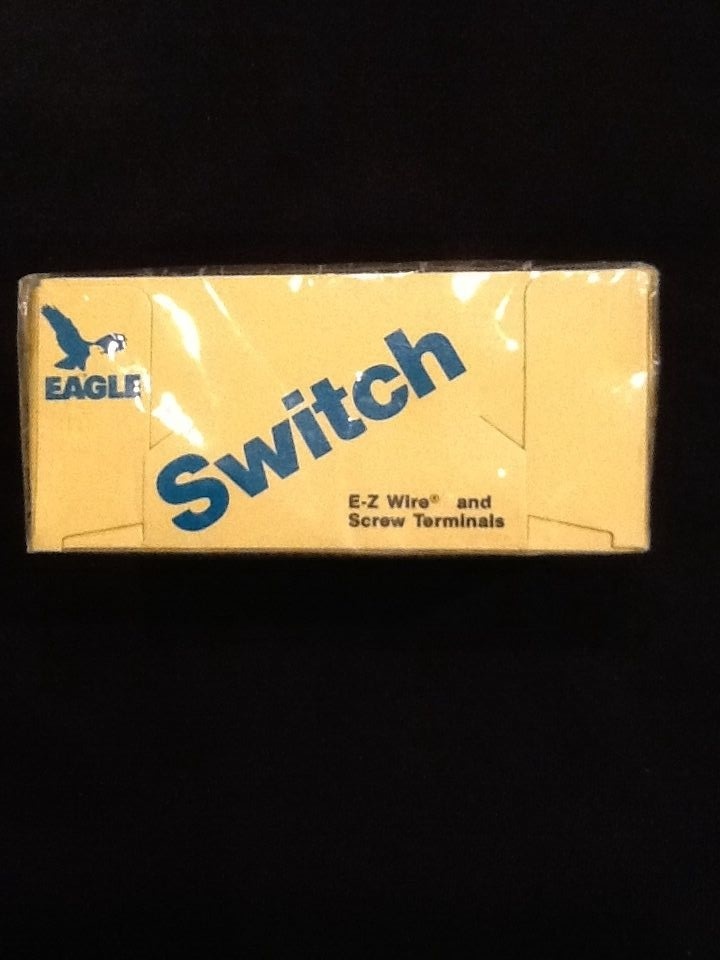 EAGLE
Switch
E-Z Wire® and
Screw Terminals